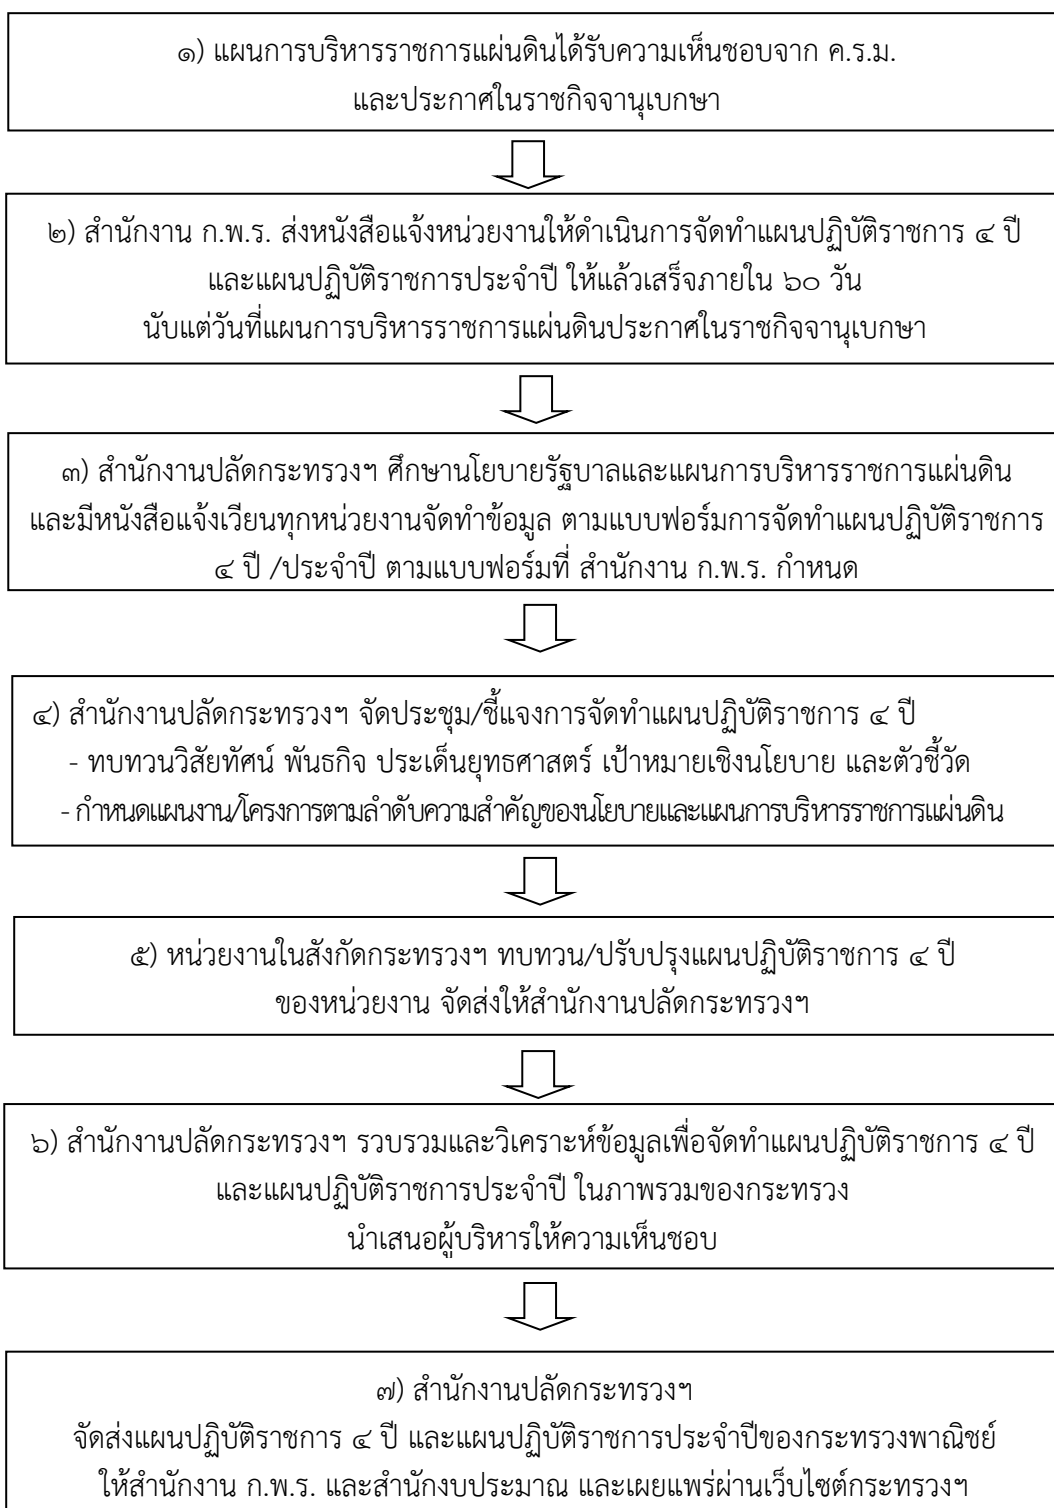 ๑) แผนการบริหารราชการแผ่นดินได้รับความเห็นชอบจาก ค.ร.ม.
และประกาศในราชกิจจานุเบกษา
๒) สำนักงาน ก.พ.ร. ส่งหนังสือแจ้งหน่วยงานให้ดำเนินการจัดทำแผนปฏิบัติราชการ ๔ ปี
และแผนปฏิบัติราชการประจำปี ให้แล้วเสร็จภายใน ๖๐ วัน
นับแต่วันที่แผนการบริหารราชการแผ่นดินประกาศในราชกิจจานุเบกษา
๓) สำนักงานปลัดกระทรวงฯ ศึกษานโยบายรัฐบาลและแผนการบริหารราชการแผ่นดิน
และมีหนังสือแจ้งเวียนทุกหน่วยงานจัดทำข้อมูล ตามแบบฟอร์มการจัดทำแผนปฏิบัติราชการ
๔ ปี /ประจำปี ตามแบบฟอร์มที่ สำนักงาน ก.พ.ร. กำหนด
๔) สำนักงานปลัดกระทรวงฯ จัดประชุม/ชี้แจงการจัดทำแผนปฏิบัติราชการ ๔ ปี
- ทบทวนวิสัยทัศน์ พันธกิจ ประเด็นยุทธศาสตร์ เป้าหมายเชิงนโยบาย และตัวชี้วัด
- กำหนดแผนงาน/โครงการตามลำดับความสำคัญของนโยบายและแผนการบริหารราชการแผ่นดิน
๕) หน่วยงานในสังกัดกระทรวงฯ ทบทวน/ปรับปรุงแผนปฏิบัติราชการ ๔ ปี
ของหน่วยงาน จัดส่งให้สำนักงานปลัดกระทรวงฯ
๖) สำนักงานปลัดกระทรวงฯ รวบรวมและวิเคราะห์ข้อมูลเพื่อจัดทำแผนปฏิบัติราชการ ๔ ปี
และแผนปฏิบัติราชการประจำปี ในภาพรวมของกระทรวง
นำเสนอผู้บริหารให้ความเห็นชอบ
๗) สำนักงานปลัดกระทรวงฯ
จัดส่งแผนปฏิบัติราชการ ๔ ปี และแผนปฏิบัติราชการประจำปีของกระทรวงพาณิชย์
ให้สำนักงาน ก.พ.ร. และสำนักงบประมาณ และเผยแพร่ผ่านเว็บไซต์กระทรวงฯ